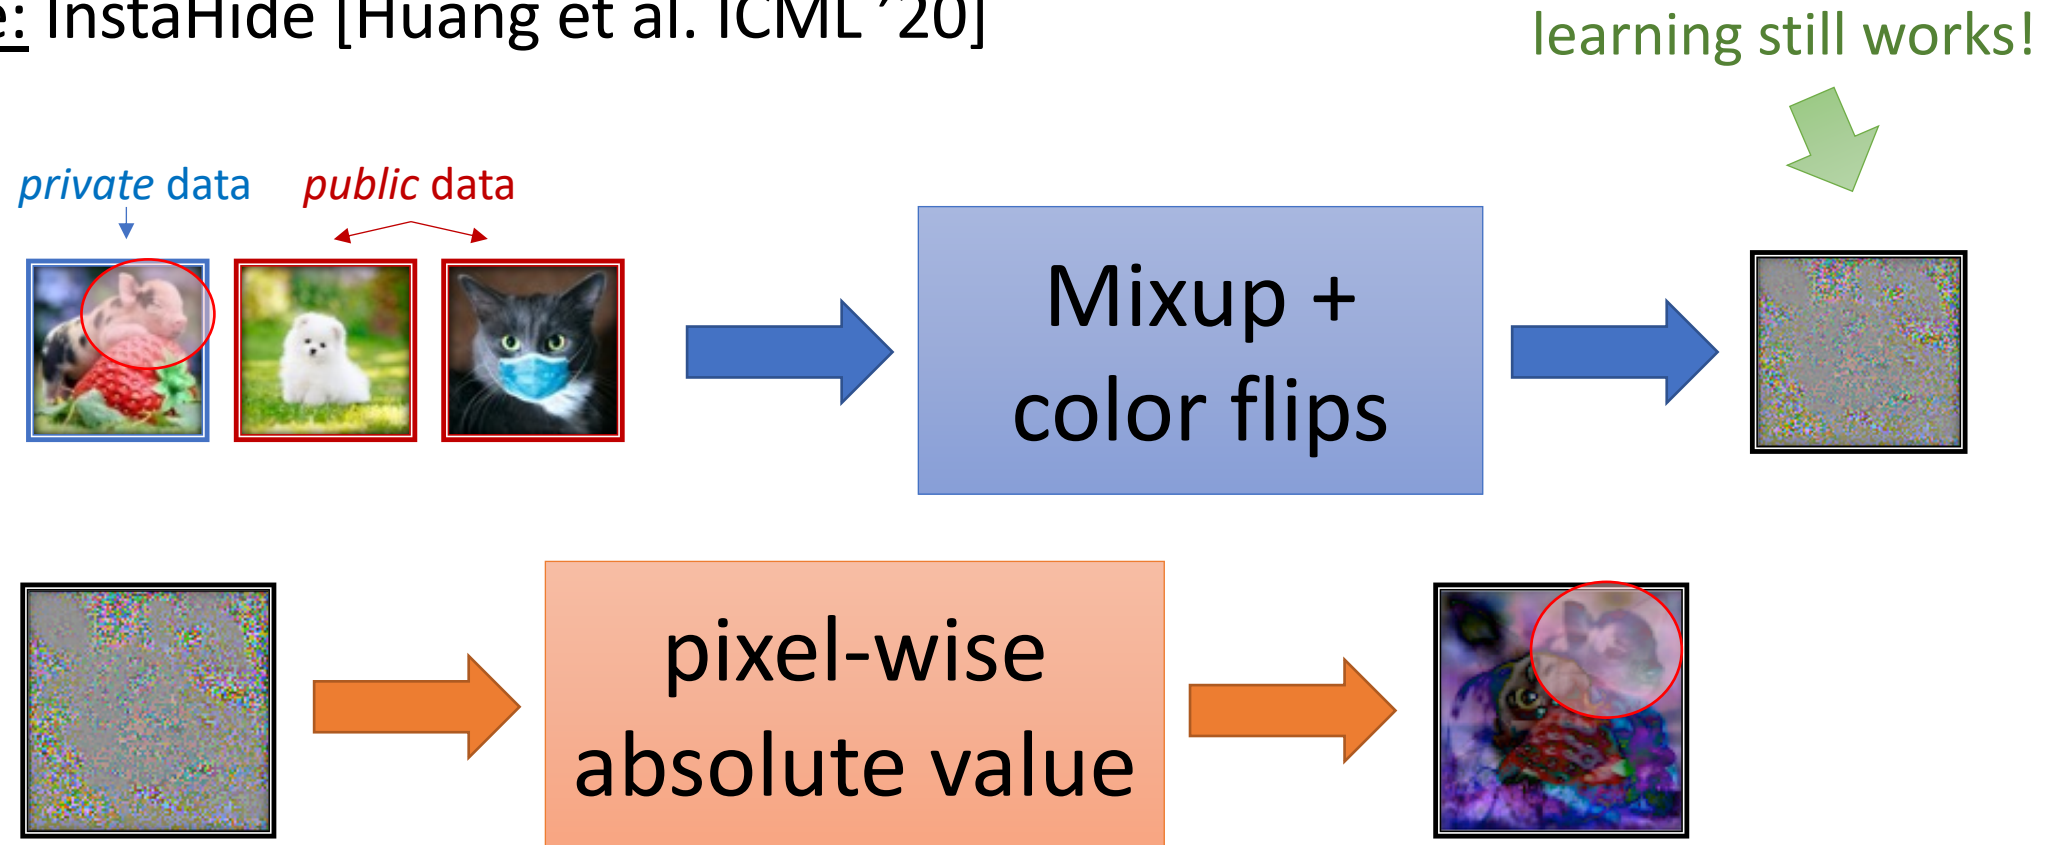 e: InstaHide [Huang et al. ICML ’20]
learning still works!
private data
public data
Mixup +
color flips
pixel-wise
absolute value